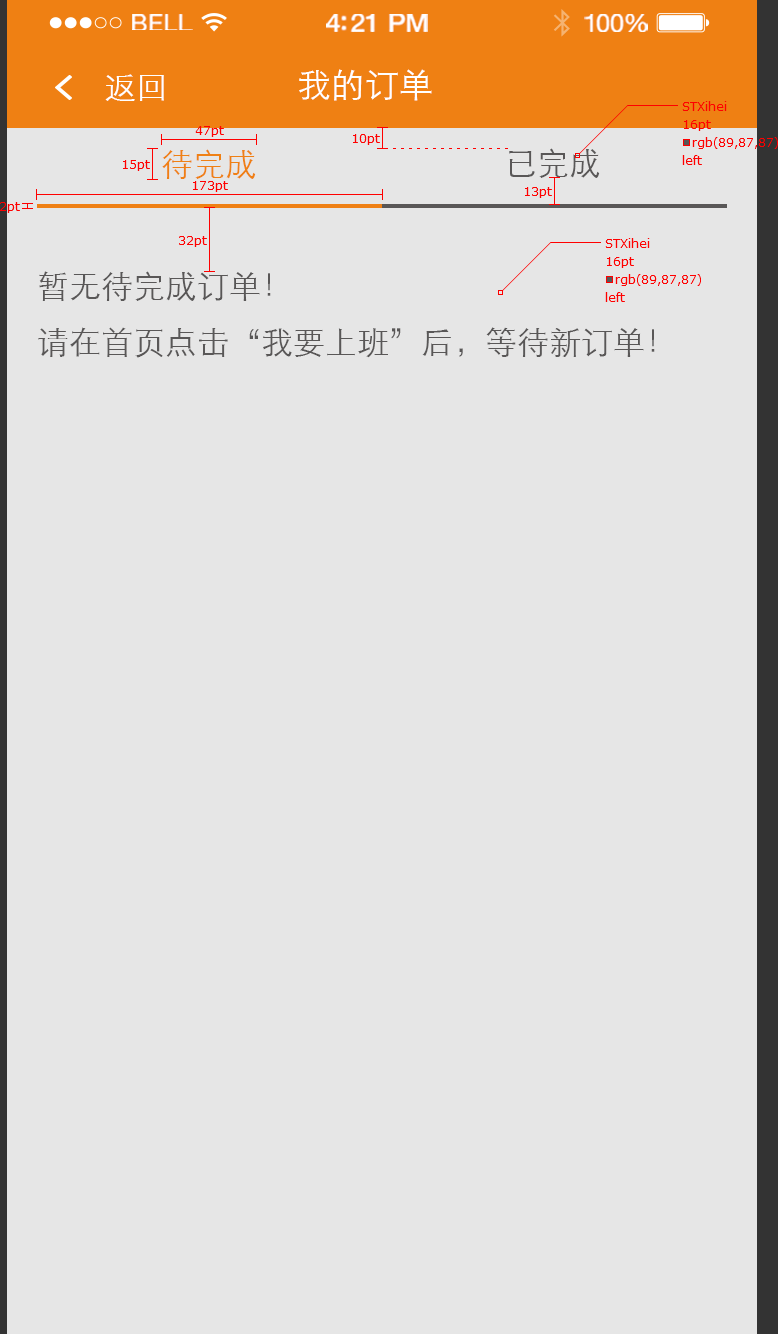 BELL 4:21 PM 100%
返回 我的订单
STXihei
16pt
rgb(89,87,87)
left
47pt
10pt
15pt
待完成
已完成
173pt
13pt
2pt
32pt
STXihei
16pt
rgb(89,87,87)
left
暂无待完成订单！
请在首页点击“我要上班”后，等待新订单！